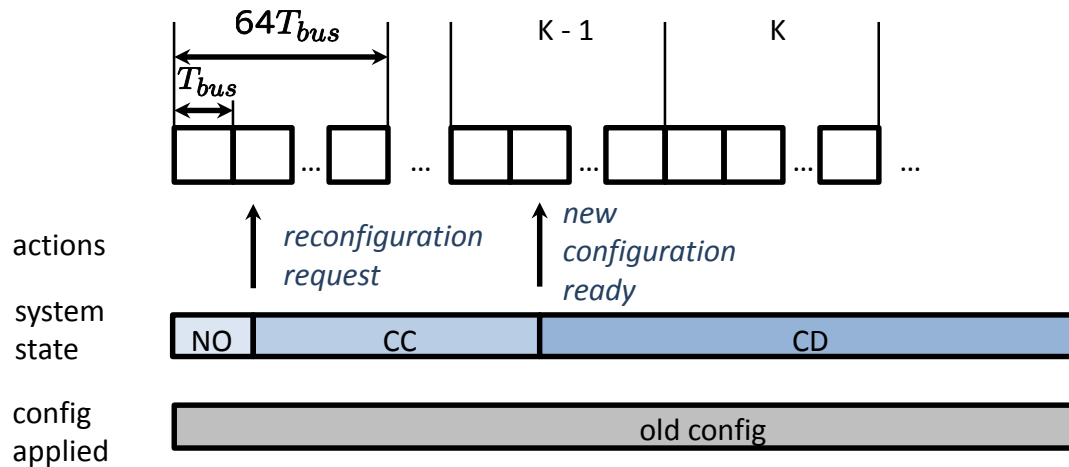 64T_bus
K - 1
K
T_bus
... ... ... ... ...
actions
reconfiguration
request
new
configuration
ready
system
state
NO
CC
CD
config
applied
old config